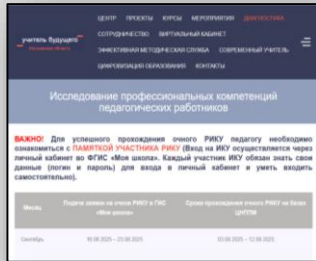 ЦЕНТР ПРОЕКТЫ КУРСЫ МЕРОПРИЯТИЯ ДИАГНОСТИКА
учитель будущего
СОТРУДНИЧЕСТВО ВИРТУАЛЬНЫЙ КАБИНЕТ
ЭФФЕКТИВНАЯ МЕТОДИЧЕСКАЯ СЛУЖБА СОВРЕМЕННЫЙ УЧИТЕЛЬ
ЦИФРОВИЗАЦИЯ ОБРАЗОВАНИЯ КОНТАКТЫ
Исследование профессиональных компетенций
педагогических работников
ВАЖНО! Для успешного прохождения очного РИКУ педагогу необходимо
ознакомиться с ПАМЯТКОЙ УЧАСТНИКА РИКУ (Вход на ИКУ осуществляется через
личный кабинет во ФГИС «Моя школа». Каждый участник ИКУ обязан знать свои
данные (логин и пароль) для входа в личный кабинет и уметь входить
самостоятельно).
Месяц
Подача заявки на очное РИКУ в ГИС
«Моя школа»
Сроки прохождения очного РИКУ на базах
ЦНППМ
Сентябрь